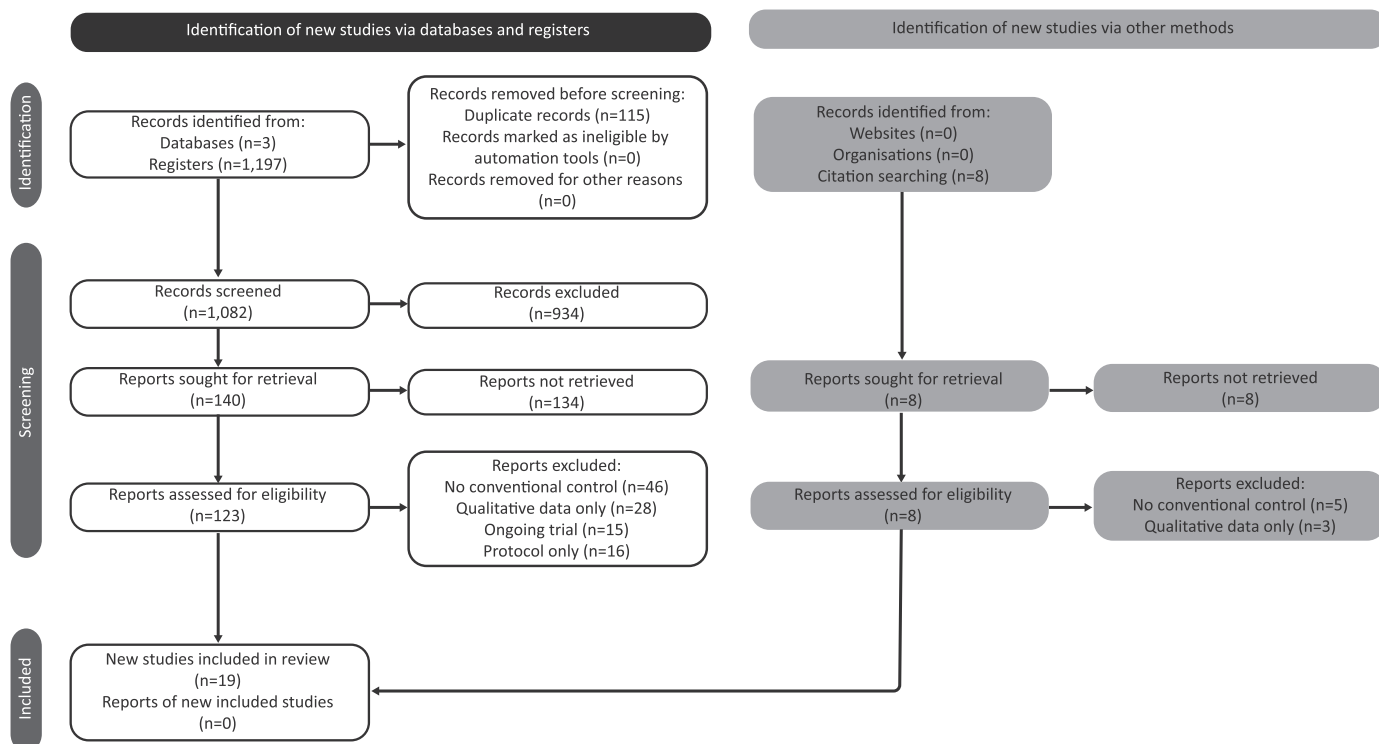 Identification of new studies via databases and registers
Identification of new studies via other methods
Identification
Records identified from:
Databases (n=3)
Registers (n=1,197)
Records removed before screening:
Duplicate records (n=115)
Records marked as ineligible by
automation tools (n=0)
Records removed for other reasons
(n=0)
Records identified from:
Websites (n=0)
Organisations (n=0)
Citation searching (n=8)
Screening
Records screened
(n=1,082)
Records excluded
(n=934)
Reports sought for retrieval
(n=140)
Reports not retrieved
(n=134)
Reports sought for retrieval
(n=8)
Reports not retrieved
(n=8)
Reports assessed for eligibility
(n=123)
Reports excluded:
No conventional control (n=46)
Qualitative data only (n=28)
Ongoing trial (n=15)
Protocol only (n=16)
Reports assessed for eligibility
(n=8)
Reports excluded:
No conventional control (n=5)
Qualitative data only (n=3)
Included
New studies included in review
(n=19)
Reports of new included studies
(n=0)